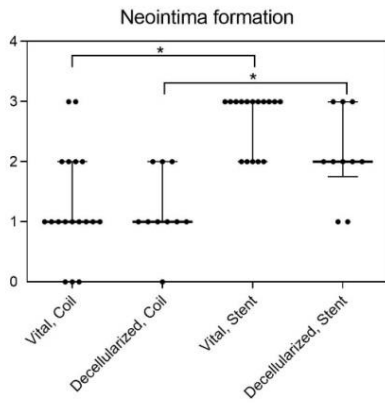 Neointima formation
4
*
*
3
2
1
0
Vital, Coil
Decellularized, Coil
Vital, Stent
Decellularized, Stent